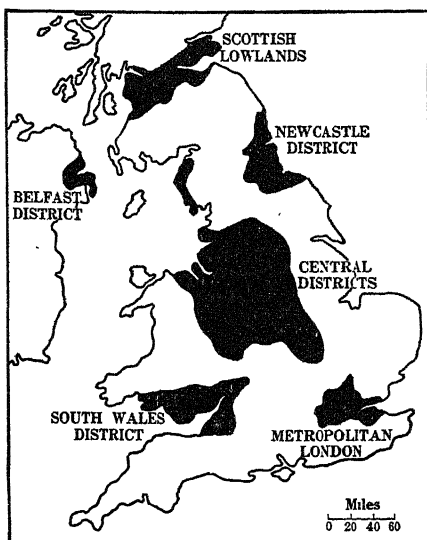 SCOTTISH
LOWLANDS
NEWCASTLE
DISTRICT
BELFAST
DISTRICT
CENTRAL
DISTRICTS
SOUTH WALES
DISTRICT
METROPOLITAN
LONDON
Miles
0 20 40 60